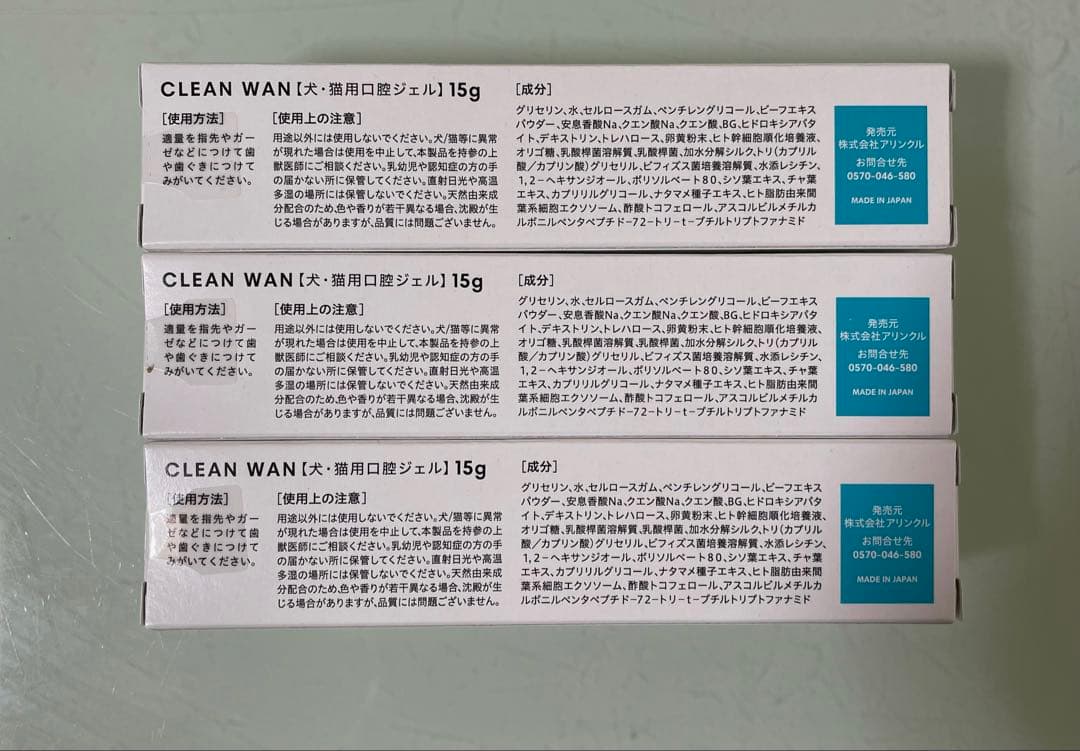 CLEAN WAN【犬・猫用口腔ジェル】15g
［使用方法］
適量を指先やガー
ゼなどにつけて歯
や歯ぐきにつけて
みがいてください。
［使用上の注意］
用途以外には使用しないでください。犬/猫等に異常
が現れた場合は使用を中止して、本製品を持参の上
獣医師にご相談ください。乳幼児や認知症の方の手
の届かない所に保管してください。直射日光や高温
多湿の場所には保管しないでください。天然由来成
分配合のため、色や香りが若干異なる場合、沈殿が生
じる場合がありますが、品質には問題ございません。
［成分］
グリセリン、水、セルロースガム、ペンチレングリコール、ビーフエキス
パウダー、安息香酸Na、クエン酸Na、クエン酸、BG、ヒドロキシアパタ
イト、デキストリン、トレハロース、卵黄粉末、ヒト幹細胞順化培養液、
オリゴ糖、乳酸桿菌溶解質、乳酸桿菌、加水分解シルク、トリ（カプリル
酸／カプリン酸）グリセリル、ビフィズス菌培養溶解質、水添レシチン、
1,2－ヘキサンジオール、ポリソルベート80、シソ葉エキス、チャ葉
エキス、カプリリルグリコール、ナタマメ種子エキス、ヒト脂肪由来間
葉系細胞エクソソーム、酢酸トコフェロール、アスコルビルメチルカ
ルボニルペンタペプチド−72−トリ−t−ブチルトリプトファナミド
発売元
株式会社アリンクル
お問合せ先
0570-046-580
MADE IN JAPAN
CLEAN WAN【犬・猫用口腔ジェル】15g
［使用方法］
適量を指先やガー
ゼなどにつけて歯
や歯ぐきにつけて
みがいてください。
［使用上の注意］
用途以外には使用しないでください。犬/猫等に異常
が現れた場合は使用を中止して、本製品を持参の上
獣医師にご相談ください。乳幼児や認知症の方の手
の届かない所に保管してください。直射日光や高温
多湿の場所には保管しないでください。天然由来成
分配合のため、色や香りが若干異なる場合、沈殿が生
じる場合がありますが、品質には問題ございません。
［成分］
グリセリン、水、セルロースガム、ペンチレングリコール、ビーフエキス
パウダー、安息香酸Na、クエン酸Na、クエン酸、BG、ヒドロキシアパタ
イト、デキストリン、トレハロース、卵黄粉末、ヒト幹細胞順化培養液、
オリゴ糖、乳酸桿菌溶解質、乳酸桿菌、加水分解シルク、トリ（カプリル
酸／カプリン酸）グリセリル、ビフィズス菌培養溶解質、水添レシチン、
1,2－ヘキサンジオール、ポリソルベート80、シソ葉エキス、チャ葉
エキス、カプリリルグリコール、ナタマメ種子エキス、ヒト脂肪由来間
葉系細胞エクソソーム、酢酸トコフェロール、アスコルビルメチルカ
ルボニルペンタペプチド−72−トリ−t−ブチルトリプトファナミド
発売元
株式会社アリンクル
お問合せ先
0570-046-580
MADE IN JAPAN
CLEAN WAN【犬・猫用口腔ジェル】15g
［使用方法］
適量を指先やガー
ゼなどにつけて歯
や歯ぐきにつけて
みがいてください。
［使用上の注意］
用途以外には使用しないでください。犬/猫等に異常
が現れた場合は使用を中止して、本製品を持参の上
獣医師にご相談ください。乳幼児や認知症の方の手
の届かない所に保管してください。直射日光や高温
多湿の場所には保管しないでください。天然由来成
分配合のため、色や香りが若干異なる場合、沈殿が生
じる場合がありますが、品質には問題ございません。
［成分］
グリセリン、水、セルロースガム、ペンチレングリコール、ビーフエキス
パウダー、安息香酸Na、クエン酸Na、クエン酸、BG、ヒドロキシアパタ
イト、デキストリン、トレハロース、卵黄粉末、ヒト幹細胞順化培養液、
オリゴ糖、乳酸桿菌溶解質、乳酸桿菌、加水分解シルク、トリ（カプリル
酸／カプリン酸）グリセリル、ビフィズス菌培養溶解質、水添レシチン、
1,2－ヘキサンジオール、ポリソルベート80、シソ葉エキス、チャ葉
エキス、カプリリルグリコール、ナタマメ種子エキス、ヒト脂肪由来間
葉系細胞エクソソーム、酢酸トコフェロール、アスコルビルメチルカ
ルボニルペンタペプチド−72−トリ−t−ブチルトリプトファナミド
発売元
株式会社アリンクル
お問合せ先
0570-046-580
MADE IN JAPAN